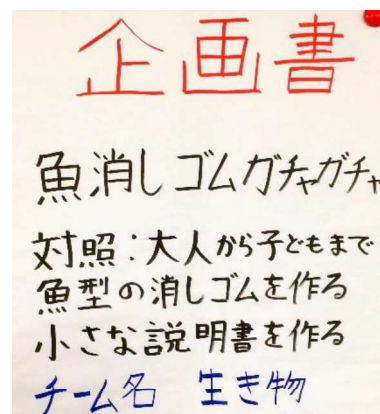 企画書
魚消しゴムガチャガチャ
対照:大人から子どもまで
魚型の消しゴムを作る
小さな説明書を作る
チーム名 生き物